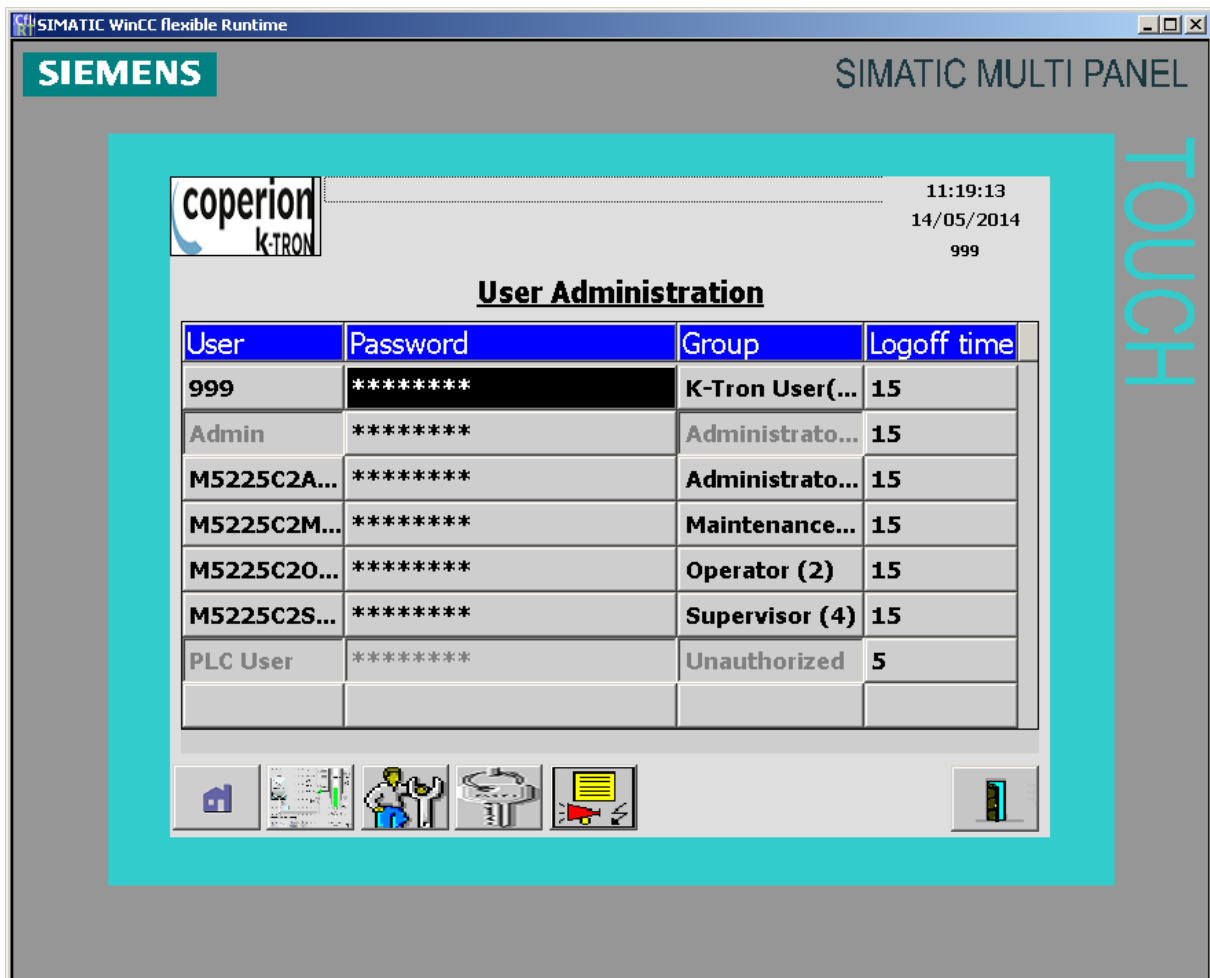 SIMATIC WinCC flexible Runtime
SIEMENS
SIMATIC MULTI PANEL
TOUCH
coperion
K-TRON
11:19:13
14/05/2014
999
User Administration
User Password Group Logoff time
999 ******** K-Tron User(... 15
Admin ******** Administrato... 15
M5225C2A... ******** Administrato... 15
M5225C2M... ******** Maintenance... 15
M5225C2O... ******** Operator (2) 15
M5225C2S... ******** Supervisor (4) 15
PLC User ******** Unauthorized 5